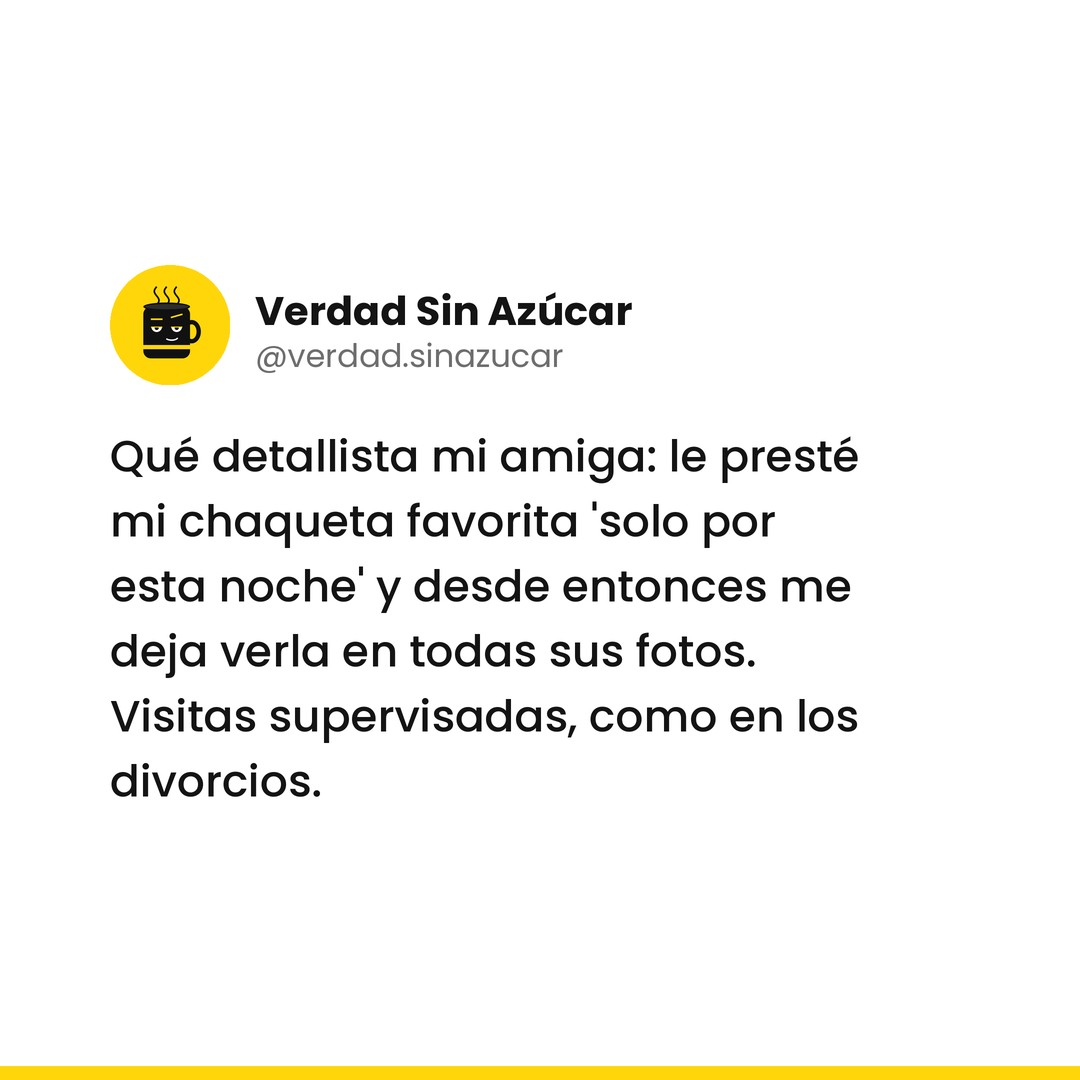 Verdad Sin Azúcar
@verdad.sinazucar
Qué detallista mi amiga: le presté
mi chaqueta favorita 'solo por
esta noche' y desde entonces me
deja verla en todas sus fotos.
Visitas supervisadas, como en los
divorcios.